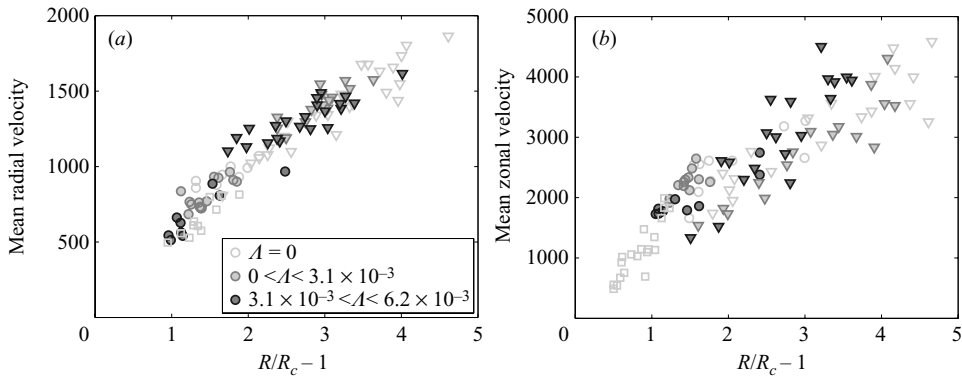 (a)
Mean radial velocity
2000
1500
1000
500
0
1
2
3
4
5
R/Rc – 1
Λ = 0
0 <Λ< 3.1 × 10–3
3.1 × 10–3 <Λ< 6.2 × 10–3
(b)
Mean zonal velocity
5000
4000
3000
2000
1000
0
1
2
3
4
5
R/Rc – 1